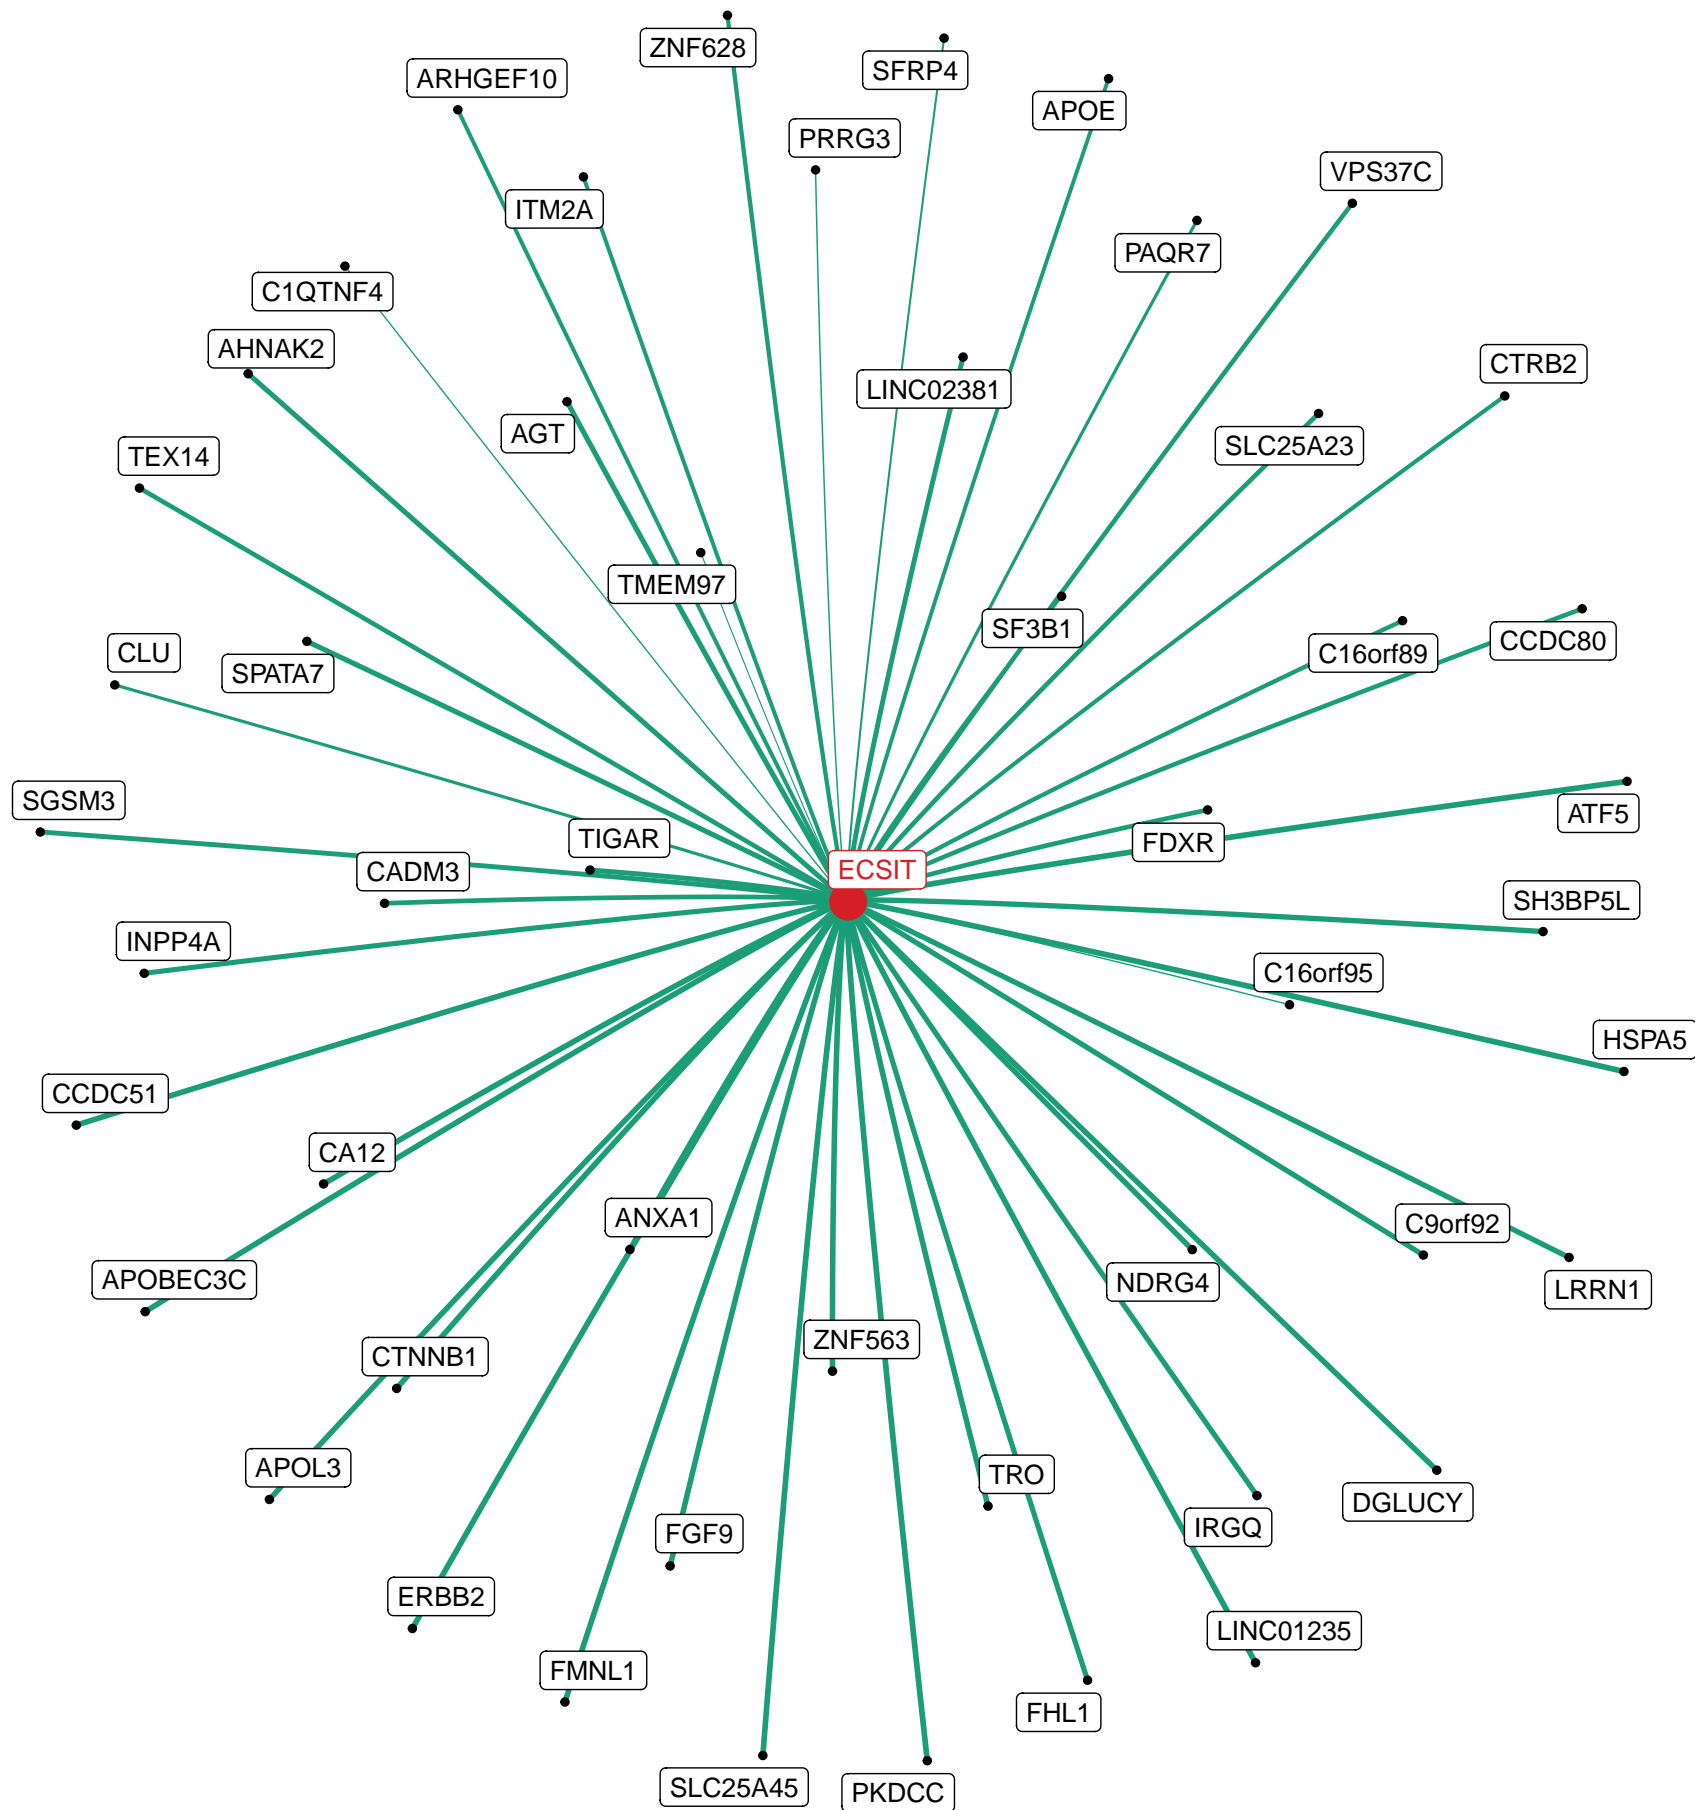 ZNF628
SFRP4
ARHGEF10
APOE
PRRG3
VPS37C
ITM2A
PAQR7
C1QTNF4
AHNAK2
CTRB2
LINC02381
AGT
SLC25A23
TEX14
TMEM97
SF3B1
CCDC80
CLU
C16orf89
SPATA7
SGSM3
ATF5
TIGAR
FDXR
CADM3
ECSIT
SH3BP5L
INPP4A
C16orf95
HSPA5
CCDC51
CA12
ANXA1
C9orf92
APOBEC3C
NDRG4
LRRN1
ZNF563
CTNNB1
APOL3
TRO
DGLUCY
IRGQ
FGF9
ERBB2
LINC01235
FMNL1
FHL1
SLC25A45
PKDCC